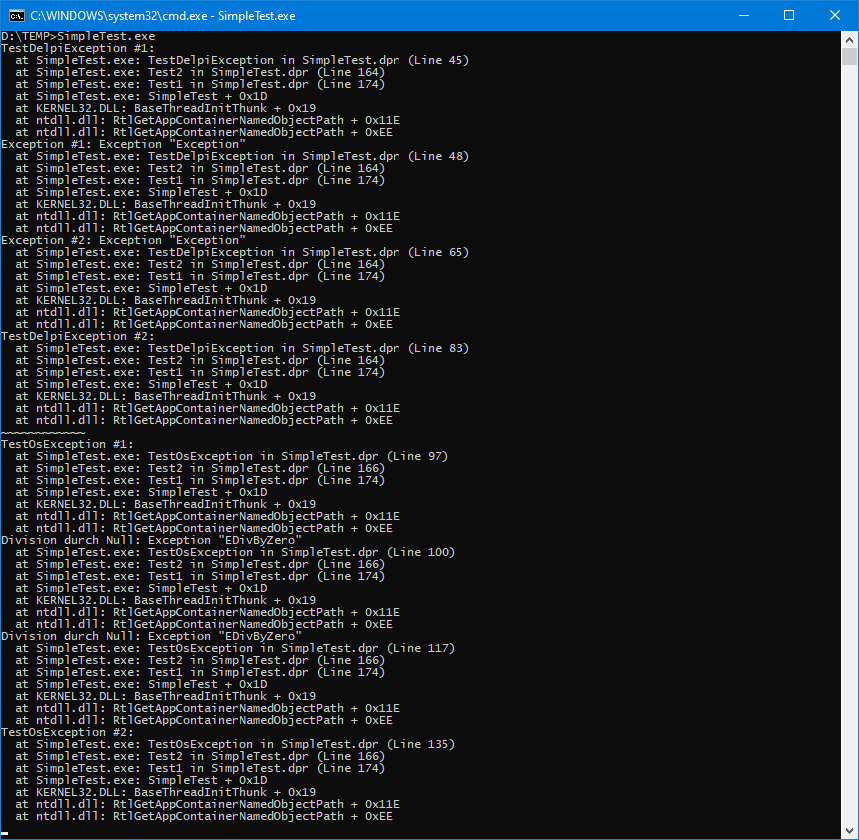 C:\WINDOWS\system32\cmd.exe - SimpleTest.exe
D:\TEMP>SimpleTest.exe
TestDelpiException #1:
  at SimpleTest.exe: TestDelpiException in SimpleTest.dpr (Line 45)
  at SimpleTest.exe: Test2 in SimpleTest.dpr (Line 164)
  at SimpleTest.exe: Test1 in SimpleTest.dpr (Line 174)
  at SimpleTest.exe: SimpleTest + 0x1D
  at KERNEL32.DLL: BaseThreadInitThunk + 0x19
  at ntdll.dll: RtlGetAppContainerNamedObjectPath + 0x11E
  at ntdll.dll: RtlGetAppContainerNamedObjectPath + 0xEE
Exception #1: Exception "Exception"
  at SimpleTest.exe: TestDelpiException in SimpleTest.dpr (Line 48)
  at SimpleTest.exe: Test2 in SimpleTest.dpr (Line 164)
  at SimpleTest.exe: Test1 in SimpleTest.dpr (Line 174)
  at SimpleTest.exe: SimpleTest + 0x1D
  at KERNEL32.DLL: BaseThreadInitThunk + 0x19
  at ntdll.dll: RtlGetAppContainerNamedObjectPath + 0x11E
  at ntdll.dll: RtlGetAppContainerNamedObjectPath + 0xEE
Exception #2: Exception "Exception"
  at SimpleTest.exe: TestDelpiException in SimpleTest.dpr (Line 65)
  at SimpleTest.exe: Test2 in SimpleTest.dpr (Line 164)
  at SimpleTest.exe: Test1 in SimpleTest.dpr (Line 174)
  at SimpleTest.exe: SimpleTest + 0x1D
  at KERNEL32.DLL: BaseThreadInitThunk + 0x19
  at ntdll.dll: RtlGetAppContainerNamedObjectPath + 0x11E
  at ntdll.dll: RtlGetAppContainerNamedObjectPath + 0xEE
TestDelpiException #2:
  at SimpleTest.exe: TestDelpiException in SimpleTest.dpr (Line 83)
  at SimpleTest.exe: Test2 in SimpleTest.dpr (Line 164)
  at SimpleTest.exe: Test1 in SimpleTest.dpr (Line 174)
  at SimpleTest.exe: SimpleTest + 0x1D
  at KERNEL32.DLL: BaseThreadInitThunk + 0x19
  at ntdll.dll: RtlGetAppContainerNamedObjectPath + 0x11E
  at ntdll.dll: RtlGetAppContainerNamedObjectPath + 0xEE
~~~~~~~~~~~~
TestOsException #1:
  at SimpleTest.exe: TestOsException in SimpleTest.dpr (Line 97)
  at SimpleTest.exe: Test2 in SimpleTest.dpr (Line 166)
  at SimpleTest.exe: Test1 in SimpleTest.dpr (Line 174)
  at SimpleTest.exe: SimpleTest + 0x1D
  at KERNEL32.DLL: BaseThreadInitThunk + 0x19
  at ntdll.dll: RtlGetAppContainerNamedObjectPath + 0x11E
  at ntdll.dll: RtlGetAppContainerNamedObjectPath + 0xEE
Division durch Null: Exception "EDivByZero"
  at SimpleTest.exe: TestOsException in SimpleTest.dpr (Line 100)
  at SimpleTest.exe: Test2 in SimpleTest.dpr (Line 166)
  at SimpleTest.exe: Test1 in SimpleTest.dpr (Line 174)
  at SimpleTest.exe: SimpleTest + 0x1D
  at KERNEL32.DLL: BaseThreadInitThunk + 0x19
  at ntdll.dll: RtlGetAppContainerNamedObjectPath + 0x11E
  at ntdll.dll: RtlGetAppContainerNamedObjectPath + 0xEE
Division durch Null: Exception "EDivByZero"
  at SimpleTest.exe: TestOsException in SimpleTest.dpr (Line 117)
  at SimpleTest.exe: Test2 in SimpleTest.dpr (Line 166)
  at SimpleTest.exe: Test1 in SimpleTest.dpr (Line 174)
  at SimpleTest.exe: SimpleTest + 0x1D
  at KERNEL32.DLL: BaseThreadInitThunk + 0x19
  at ntdll.dll: RtlGetAppContainerNamedObjectPath + 0x11E
  at ntdll.dll: RtlGetAppContainerNamedObjectPath + 0xEE
TestOsException #2:
  at SimpleTest.exe: TestOsException in SimpleTest.dpr (Line 135)
  at SimpleTest.exe: Test2 in SimpleTest.dpr (Line 166)
  at SimpleTest.exe: Test1 in SimpleTest.dpr (Line 174)
  at SimpleTest.exe: SimpleTest + 0x1D
  at KERNEL32.DLL: BaseThreadInitThunk + 0x19
  at ntdll.dll: RtlGetAppContainerNamedObjectPath + 0x11E
  at ntdll.dll: RtlGetAppContainerNamedObjectPath + 0xEE